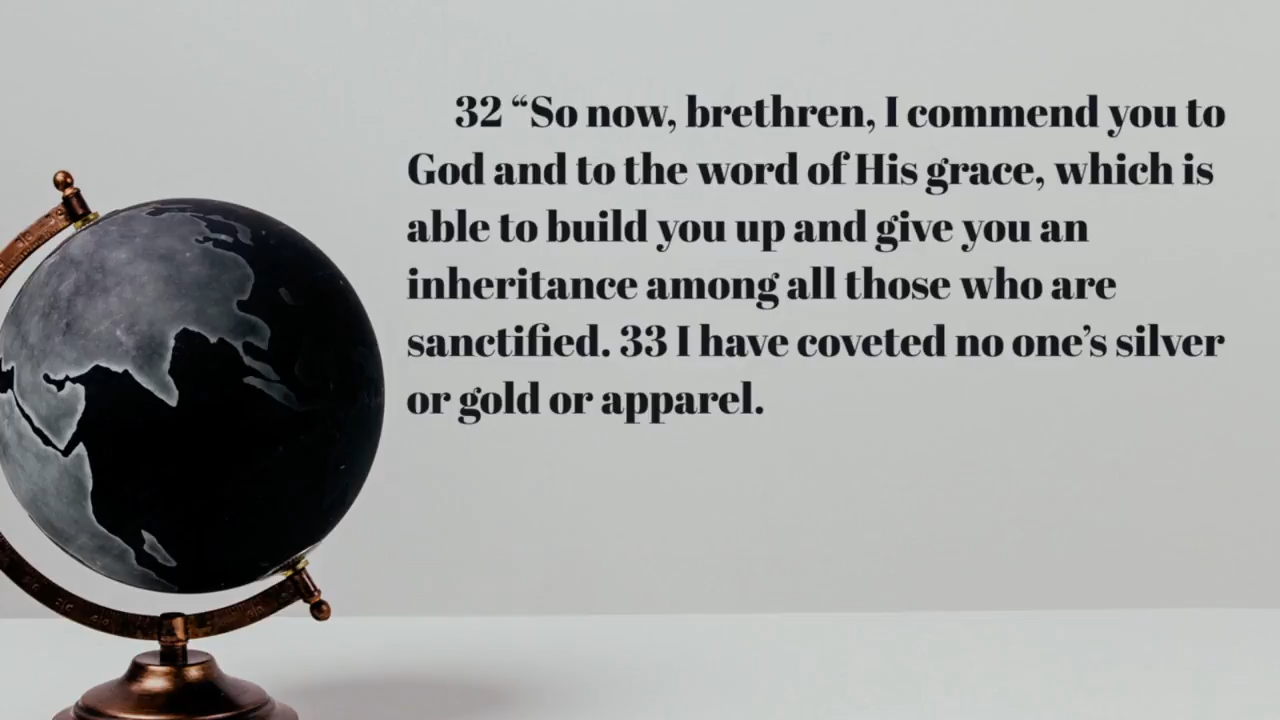 32 “So now, brethren, I commend you to
God and to the word of His grace, which is
able to build you up and give you an
inheritance among all those who are
sanctified. 33 I have coveted no one’s silver
or gold or apparel.